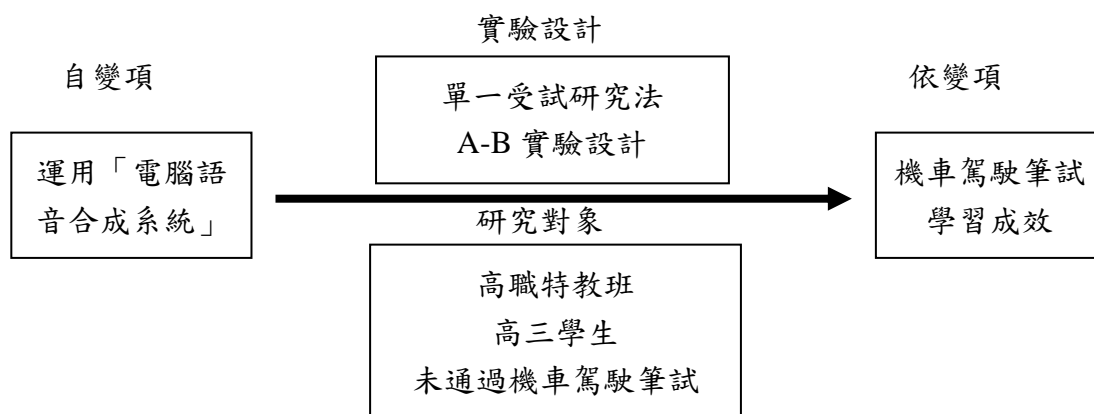 自變項
運用「電腦語
音合成系統」
實驗設計
單一受試研究法
A-B 實驗設計
研究對象
高職特教班
高三學生
未通過機車駕駛筆試
依變項
機車駕駛筆試
學習成效